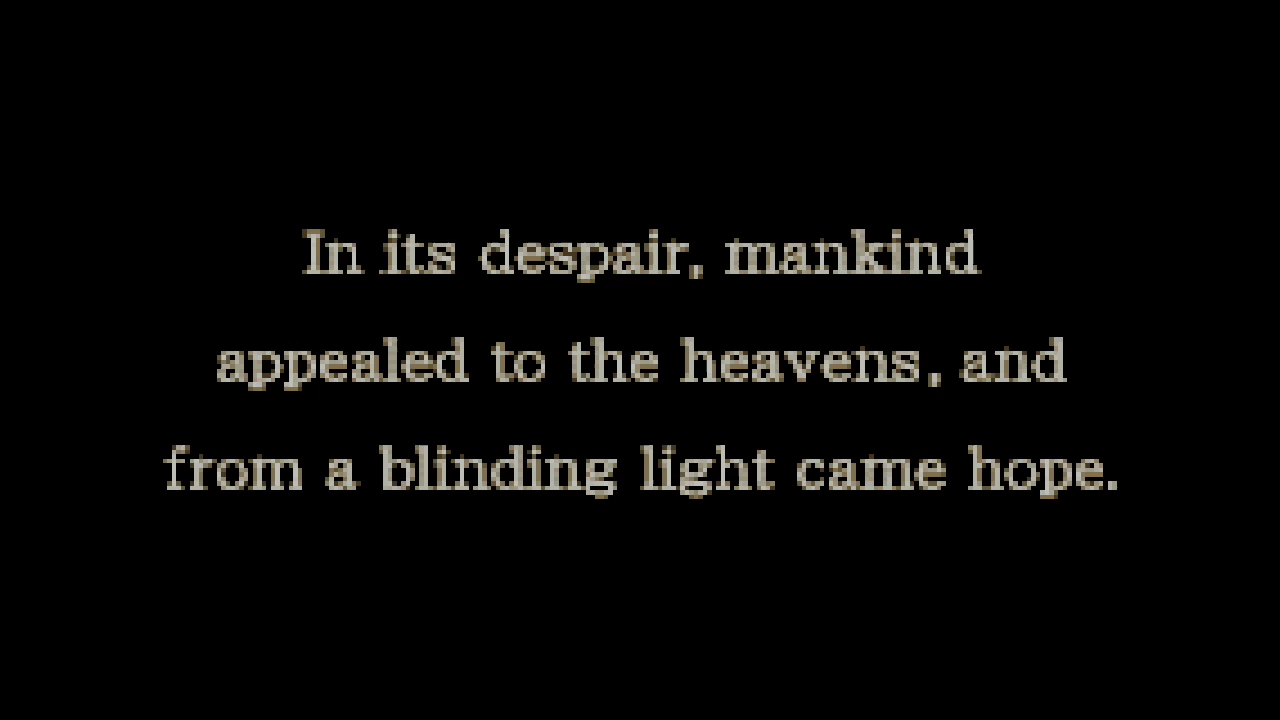 In its despair, mankind
appealed to the heavens, and
from a blinding light came hope.